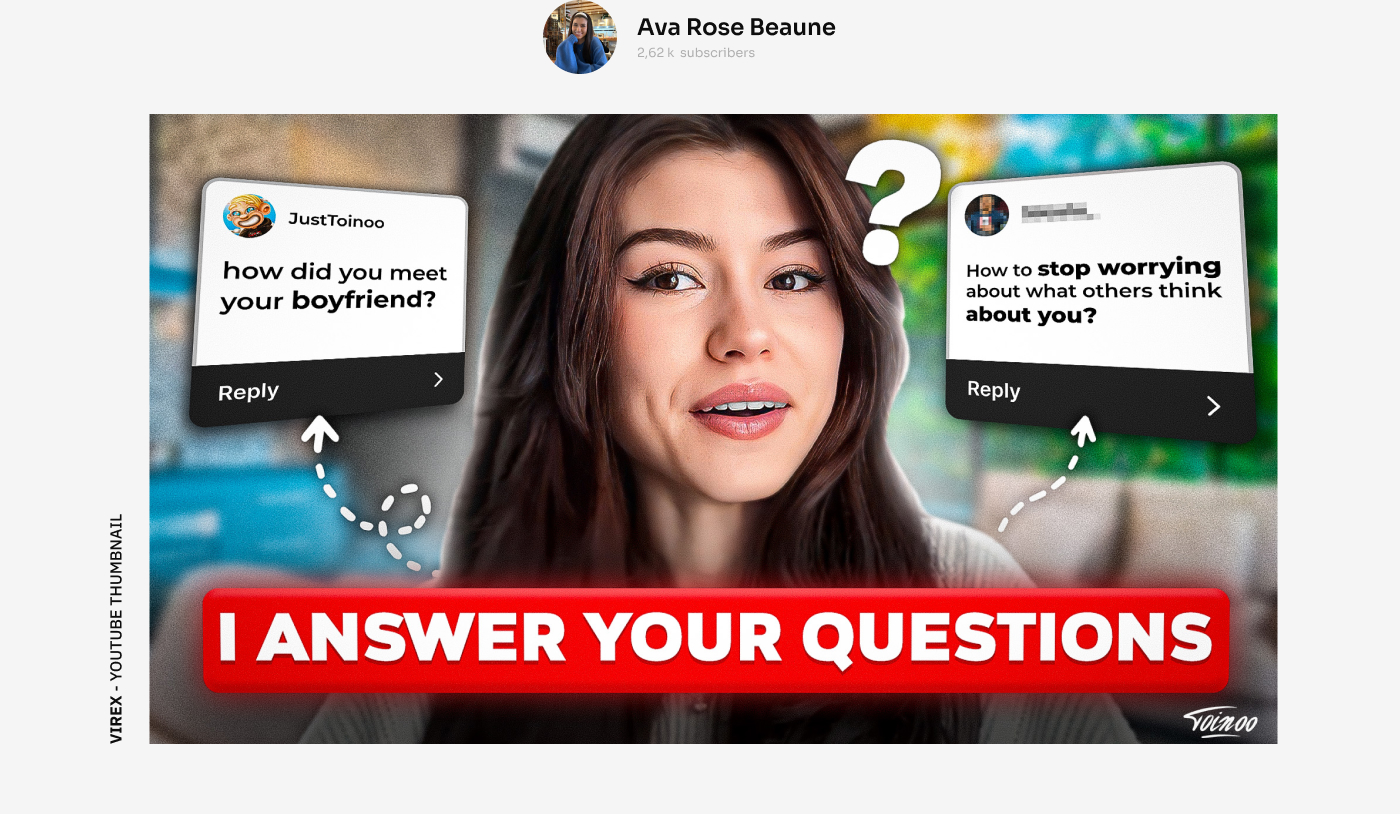 Ava Rose Beaune
2,62 k subscribers
JustToinoo
how did you meet
your boyfriend?
Reply
?
How to stop worrying
about what others think
about you?
Reply
I ANSWER YOUR QUESTIONS
Toinoo
VIREX - YOUTUBE THUMBNAIL